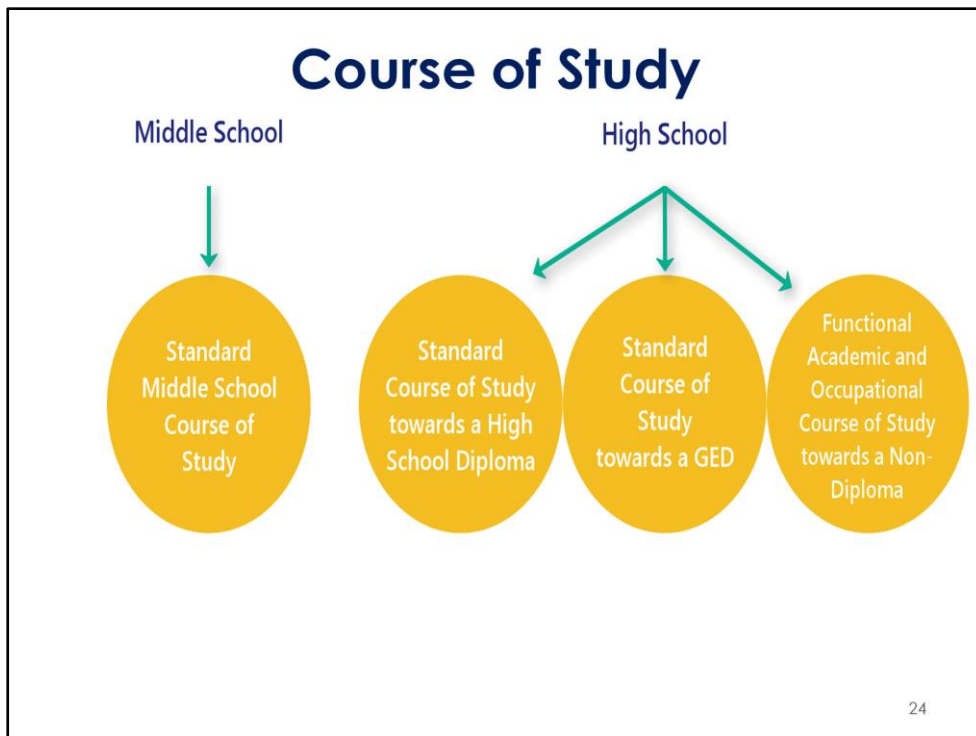 Course of Study
Middle School
High School
Standard
Middle School
Course of
Study
Standard
Course of Study
towards a High
School Diploma
Standard
Course of
Study
towards a GED
Functional
Academic and
Occupational
Course of Study
towards a Non-
Diploma
24